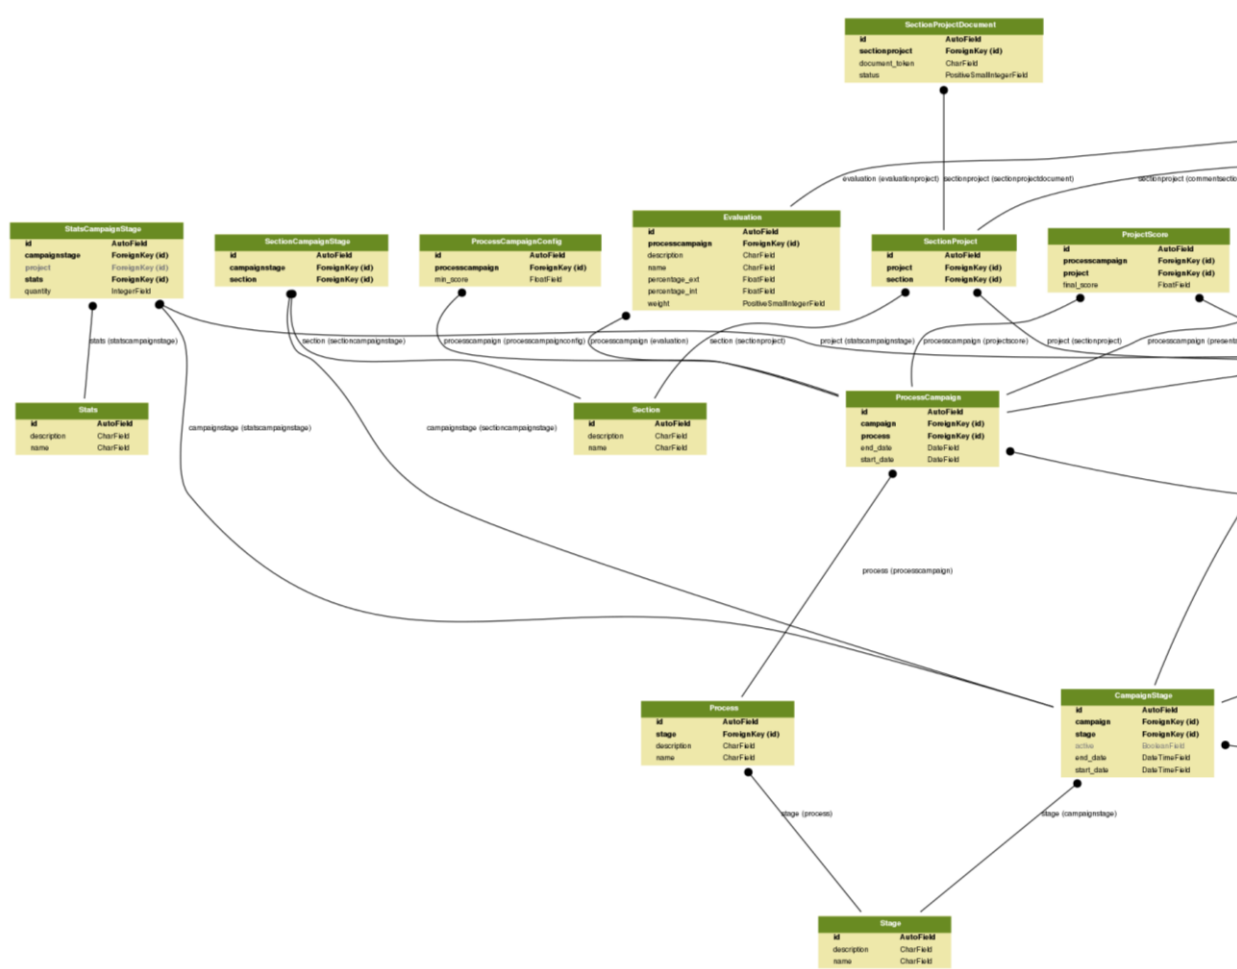 SectionProjectDocument
id AutoField
sectionproject ForeignKey (id)
document_token CharField
status PositiveSmallIntegerField
evaluation (evaluationproject)
sectionproject (sectionprojectdocument)
sectionproject (commentsectio
StatsCampaignStage
id AutoField
campaignstage ForeignKey (id)
project ForeignKey (id)
stats ForeignKey (id)
quantity IntegerField
SectionCampaignStage
id AutoField
campaignstage ForeignKey (id)
section ForeignKey (id)
ProcessCampaignConfig
id AutoField
processcampaign ForeignKey (id)
min_score FloatField
Evaluation
id AutoField
processcampaign ForeignKey (id)
description CharField
name CharField
percentage_ext FloatField
percentage_int FloatField
weight PositiveSmallIntegerField
SectionProject
id AutoField
project ForeignKey (id)
section ForeignKey (id)
ProjectScore
id AutoField
processcampaign ForeignKey (id)
project ForeignKey (id)
final_score FloatField
stats (statscampaignstage)
section (sectioncampaignstage)
processcampaign (processcampaignconfig)
processcampaign (evaluation)
section (sectionproject)
project (statscampaignstage)
processcampaign (projectscore)
project (sectionproject)
processcampaign (presents
Stats
id AutoField
description CharField
name CharField
campaignstage (statscampaignstage)
campaignstage (sectioncampaignstage)
Section
id AutoField
description CharField
name CharField
ProcessCampaign
id AutoField
campaign ForeignKey (id)
process ForeignKey (id)
end_date DateField
start_date DateField
process (processcampaign)
Process
id AutoField
stage ForeignKey (id)
description CharField
name CharField
CampaignStage
id AutoField
campaign ForeignKey (id)
stage ForeignKey (id)
active BooleanField
end_date DateTimeField
start_date DateTimeField
stage (process)
stage (campaignstage)
Stage
id AutoField
description CharField
name CharField